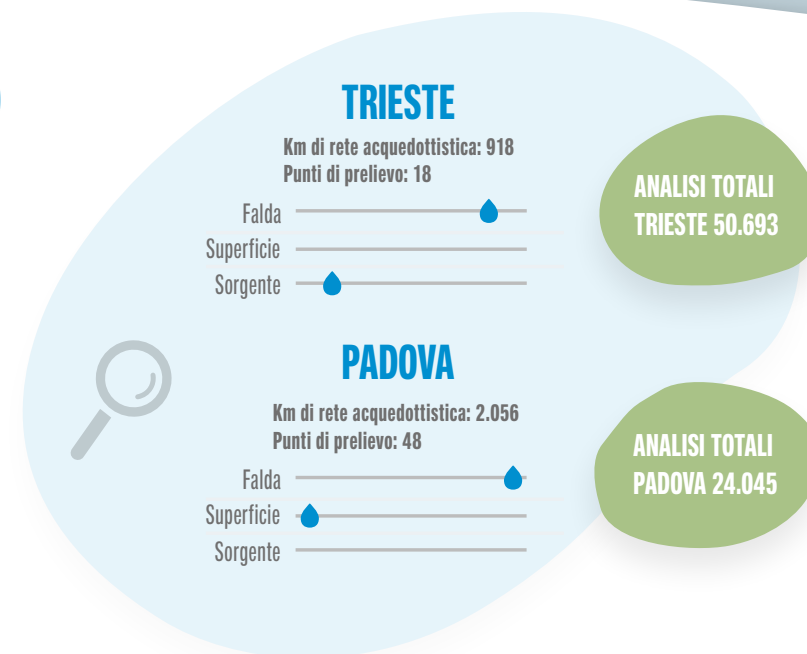 TRIESTE
Km di rete acquedottistica: 918
Punti di prelievo: 18
Falda
Superficie
Sorgente
ANALISI TOTALI
TRIESTE 50.693
PADOVA
Km di rete acquedottistica: 2.056
Punti di prelievo: 48
Falda
Superficie
Sorgente
ANALISI TOTALI
PADOVA 24.045